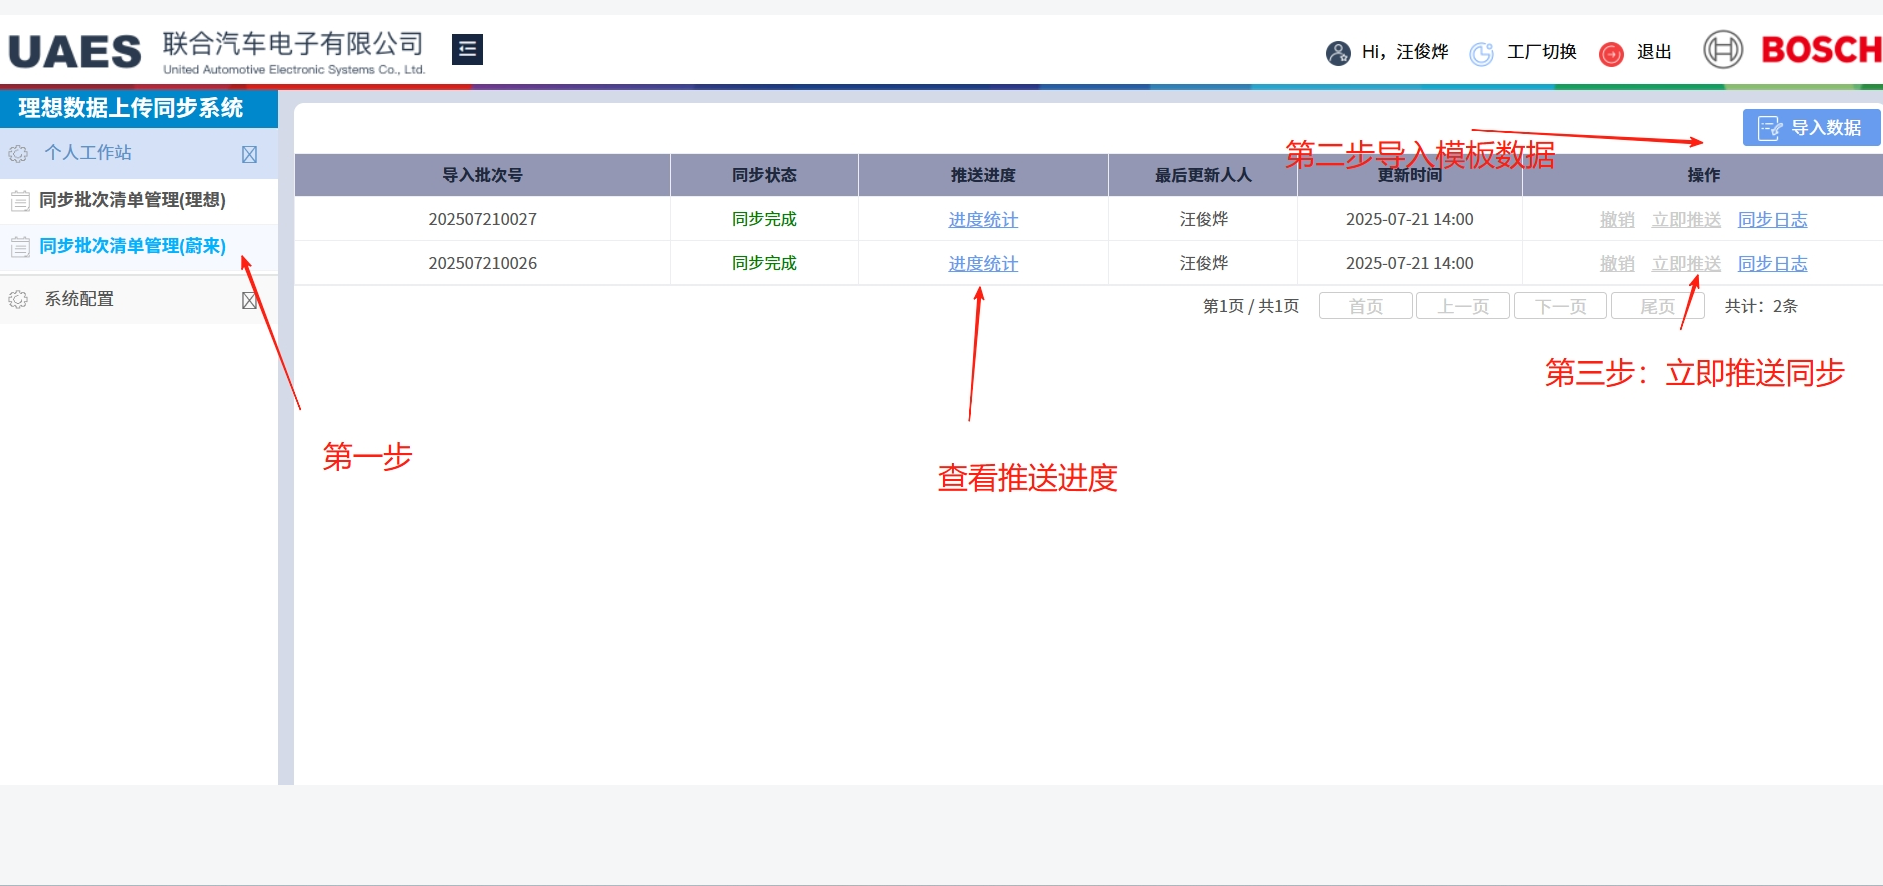 UAES 联合汽车电子有限公司
United Automotive Electronic Systems Co., Ltd.
Hi，汪俊烨 工厂切换 退出 BOSCH
理想数据上传同步系统
个人工作站
同步批次清单管理(理想)
同步批次清单管理(蔚来)
系统配置
导入数据
第二步导入模板数据
导入批次号 同步状态 推送进度 最后更新人人 更新时间 操作
202507210027 同步完成 进度统计 汪俊烨 2025-07-21 14:00 撤销 立即推送 同步日志
202507210026 同步完成 进度统计 汪俊烨 2025-07-21 14:00 撤销 立即推送 同步日志
第1页 / 共1页 首页 上一页 下一页 尾页 共计：2条
第三步：立即推送同步
第一步
查看推送进度